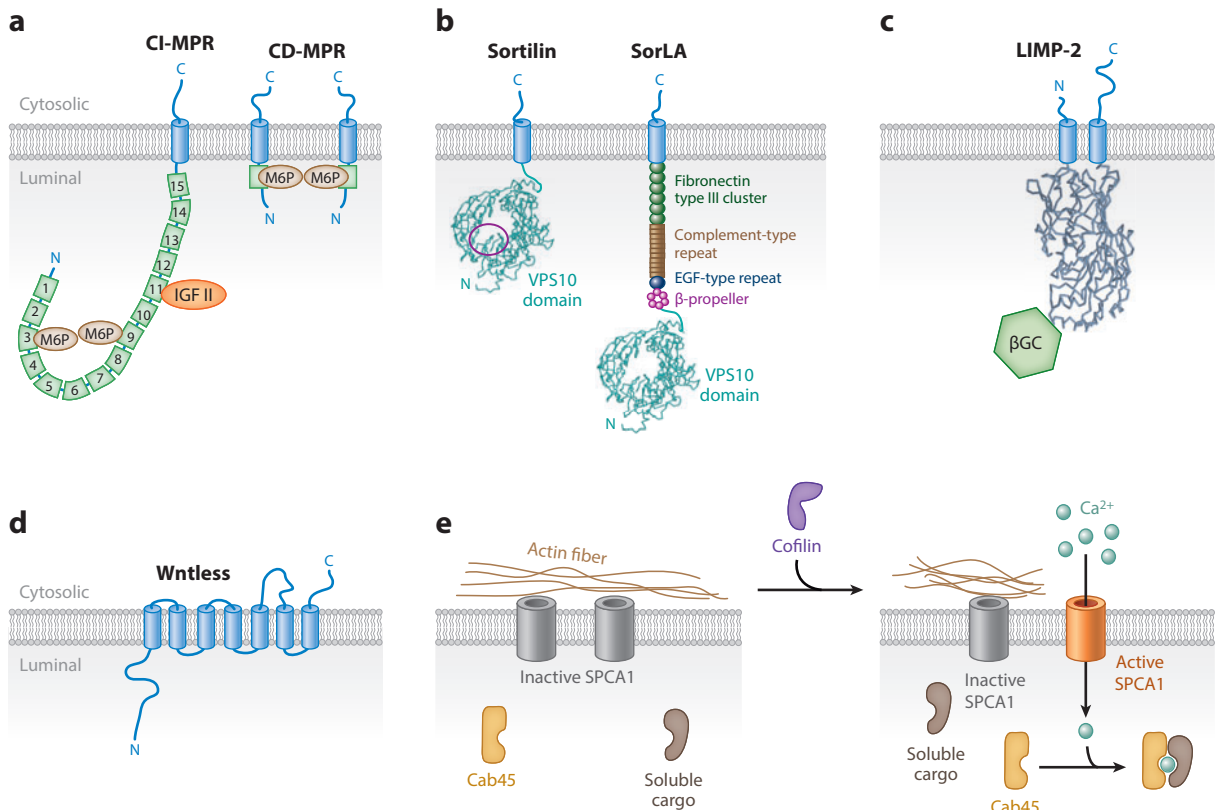 a
CI-MPR
CD-MPR
C
C
C
Cytosolic
Luminal
M6P
M6P
N
N
15
14
13
12
11
10
9
8
7
6
5
4
3
2
1
N
IGF II
M6P
M6P
b
Sortilin
SorLA
C
C
N
VPS10
domain
Fibronectin
type III cluster
Complement-type
repeat
EGF-type repeat
β-propeller
VPS10
domain
N
c
LIMP-2
C
N
βGC
d
Wntless
C
Cytosolic
Luminal
N
e
Actin fiber
Inactive SPCA1
Cab45
Soluble
cargo
Cofilin
Ca2+
Inactive
SPCA1
Active
SPCA1
Soluble
cargo
Cab45